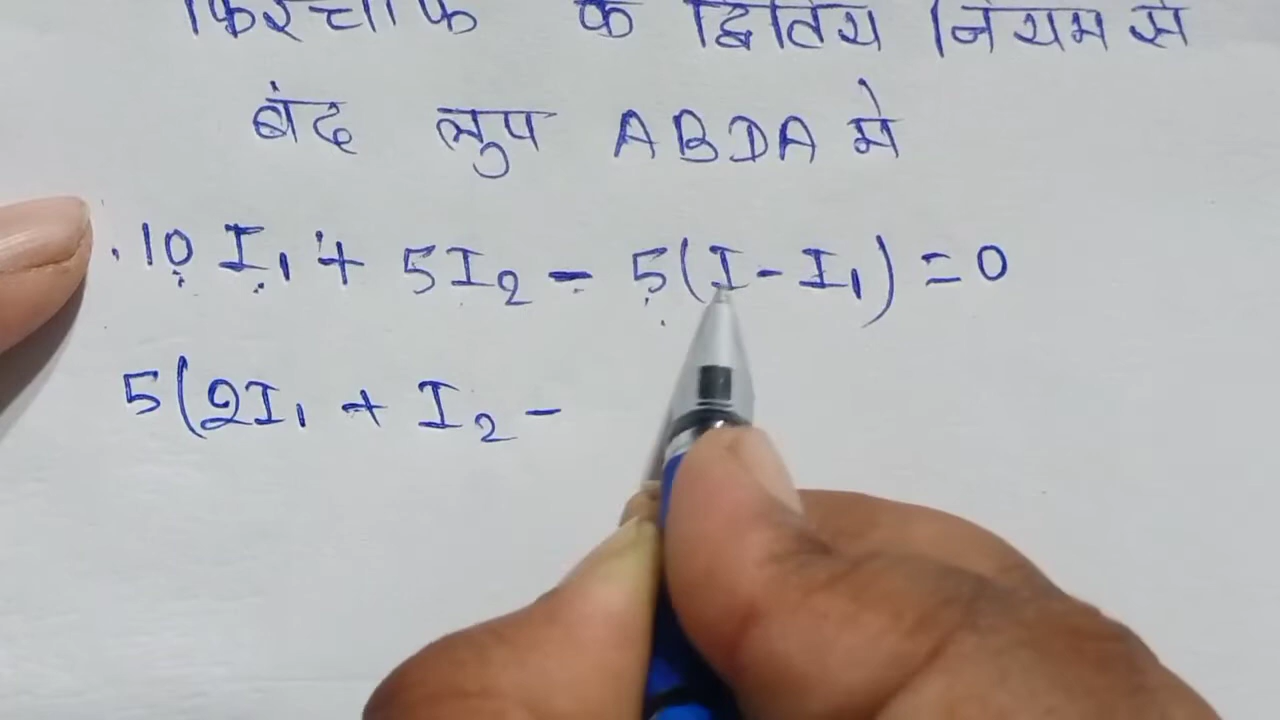 किरचॉफ के द्वितिय नियम से
बंद लुप ABDA मे
10 I₁ + 5I₂ - 5(I - I₁) = 0
5(2I₁ + I₂ -